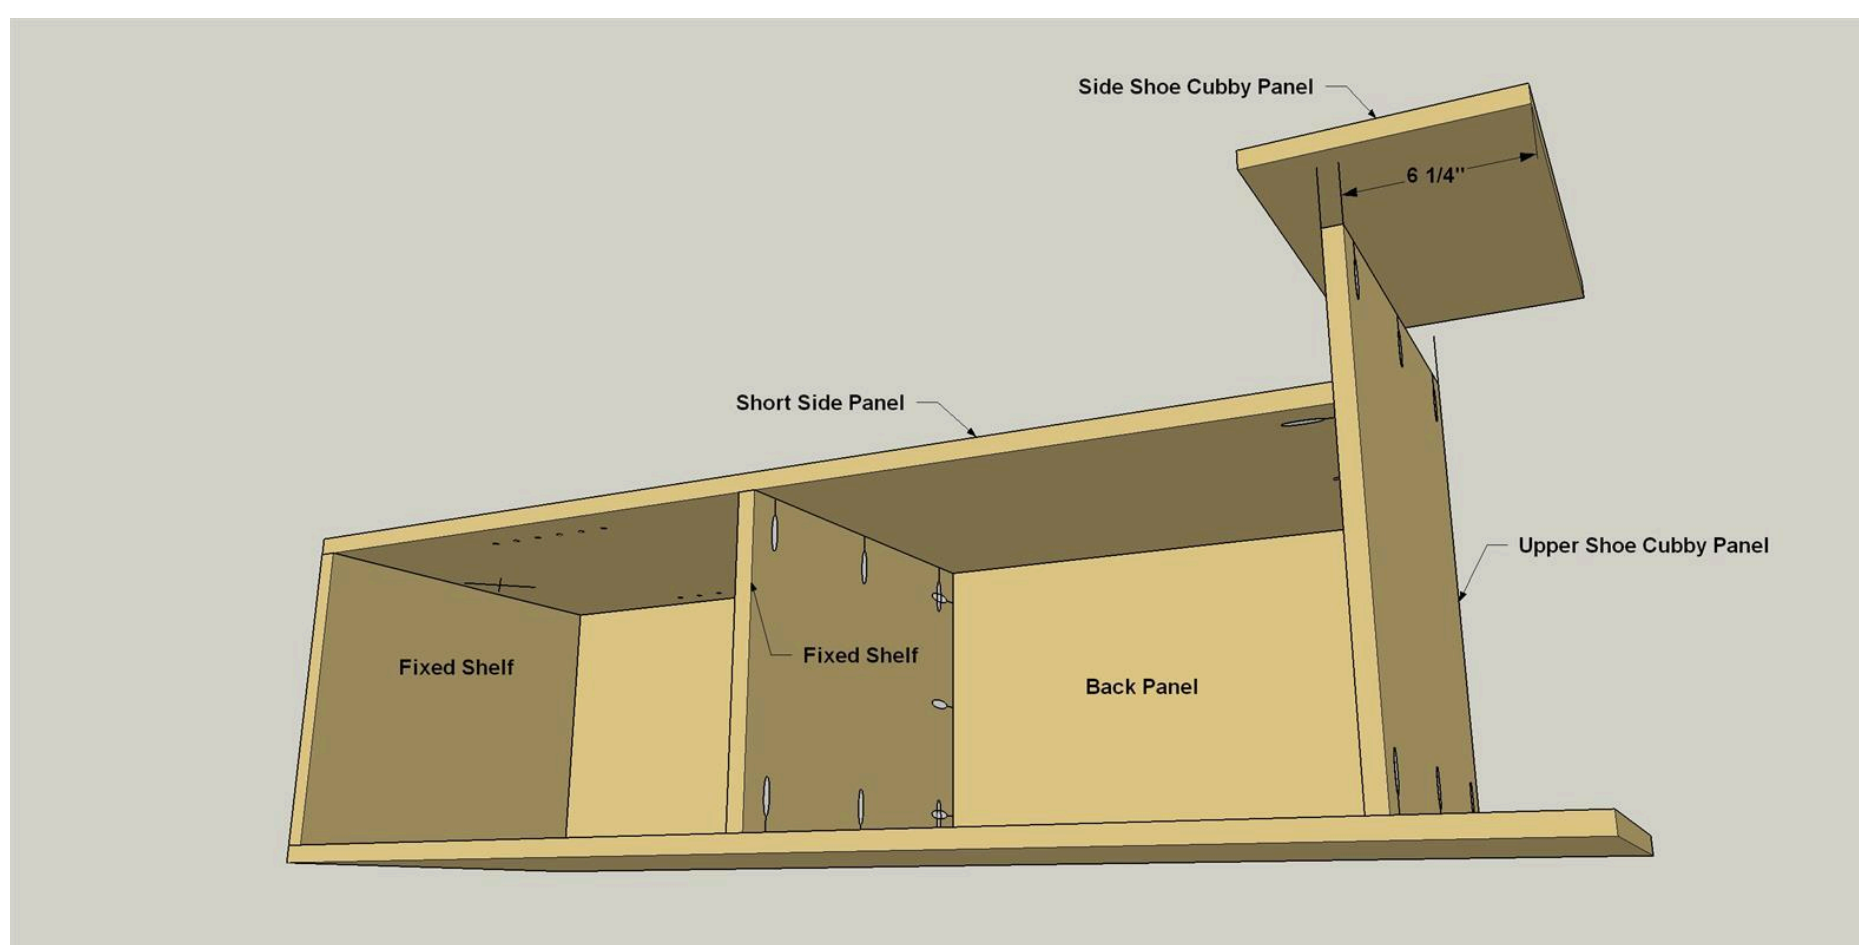 Side Shoe Cubby Panel
6 1/4"
Short Side Panel
Upper Shoe Cubby Panel
Fixed Shelf
Fixed Shelf
Back Panel